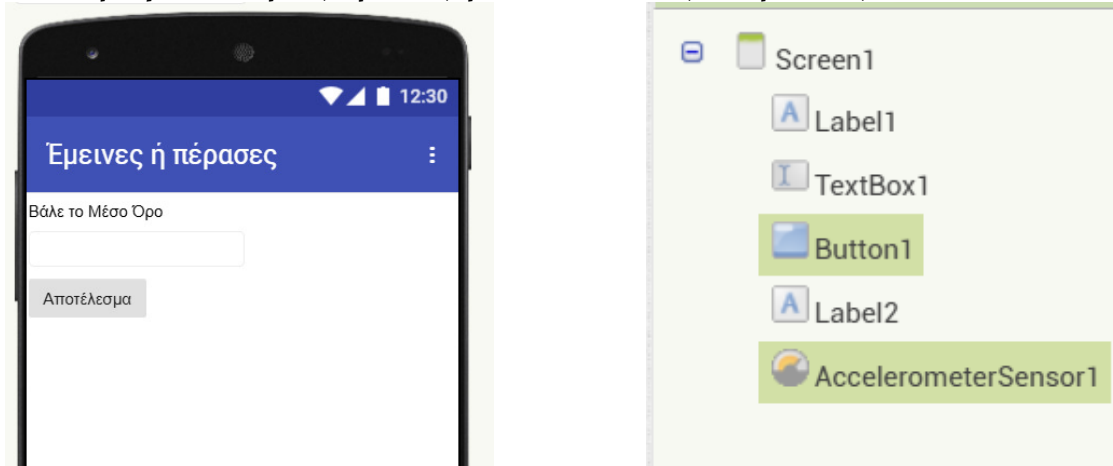 12:30
Έμεινες ή πέρασες
Βάλε το Μέσο Όρο
Αποτέλεσμα
Screen1
Label1
TextBox1
Button1
Label2
AccelerometerSensor1